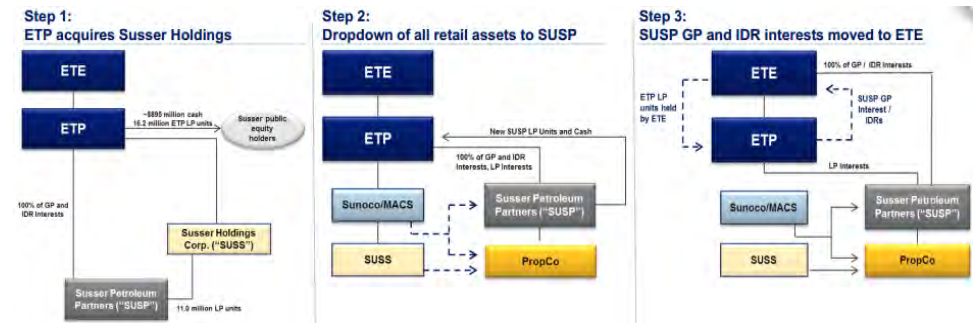 Step 1:
ETP acquires Susser Holdings
ETE
ETP
~$895 million cash
15.2 million ETP LP units
Susser public
equity
holders
100% of GP and
IDR Interests
Susser Holdings
Corp. ("SUSS")
Susser Petroleum
Partners ("SUSP")
11.0 million LP units
Step 2:
Dropdown of all retail assets to SUSP
ETE
ETP
New SUSP LP Units and Cash
100% of GP and IDR
Interests, LP Interests
Sunoco/MACS
Susser Petroleum
Partners ("SUSP")
SUSS
PropCo
Step 3:
SUSP GP and IDR interests moved to ETE
100% of GP / IDR Interests
ETE
ETP LP
units held
by ETE
SUSP GP
Interest /
IDRs
ETP
LP Interests
Sunoco/MACS
Susser Petroleum
Partners ("SUSP")
SUSS
PropCo